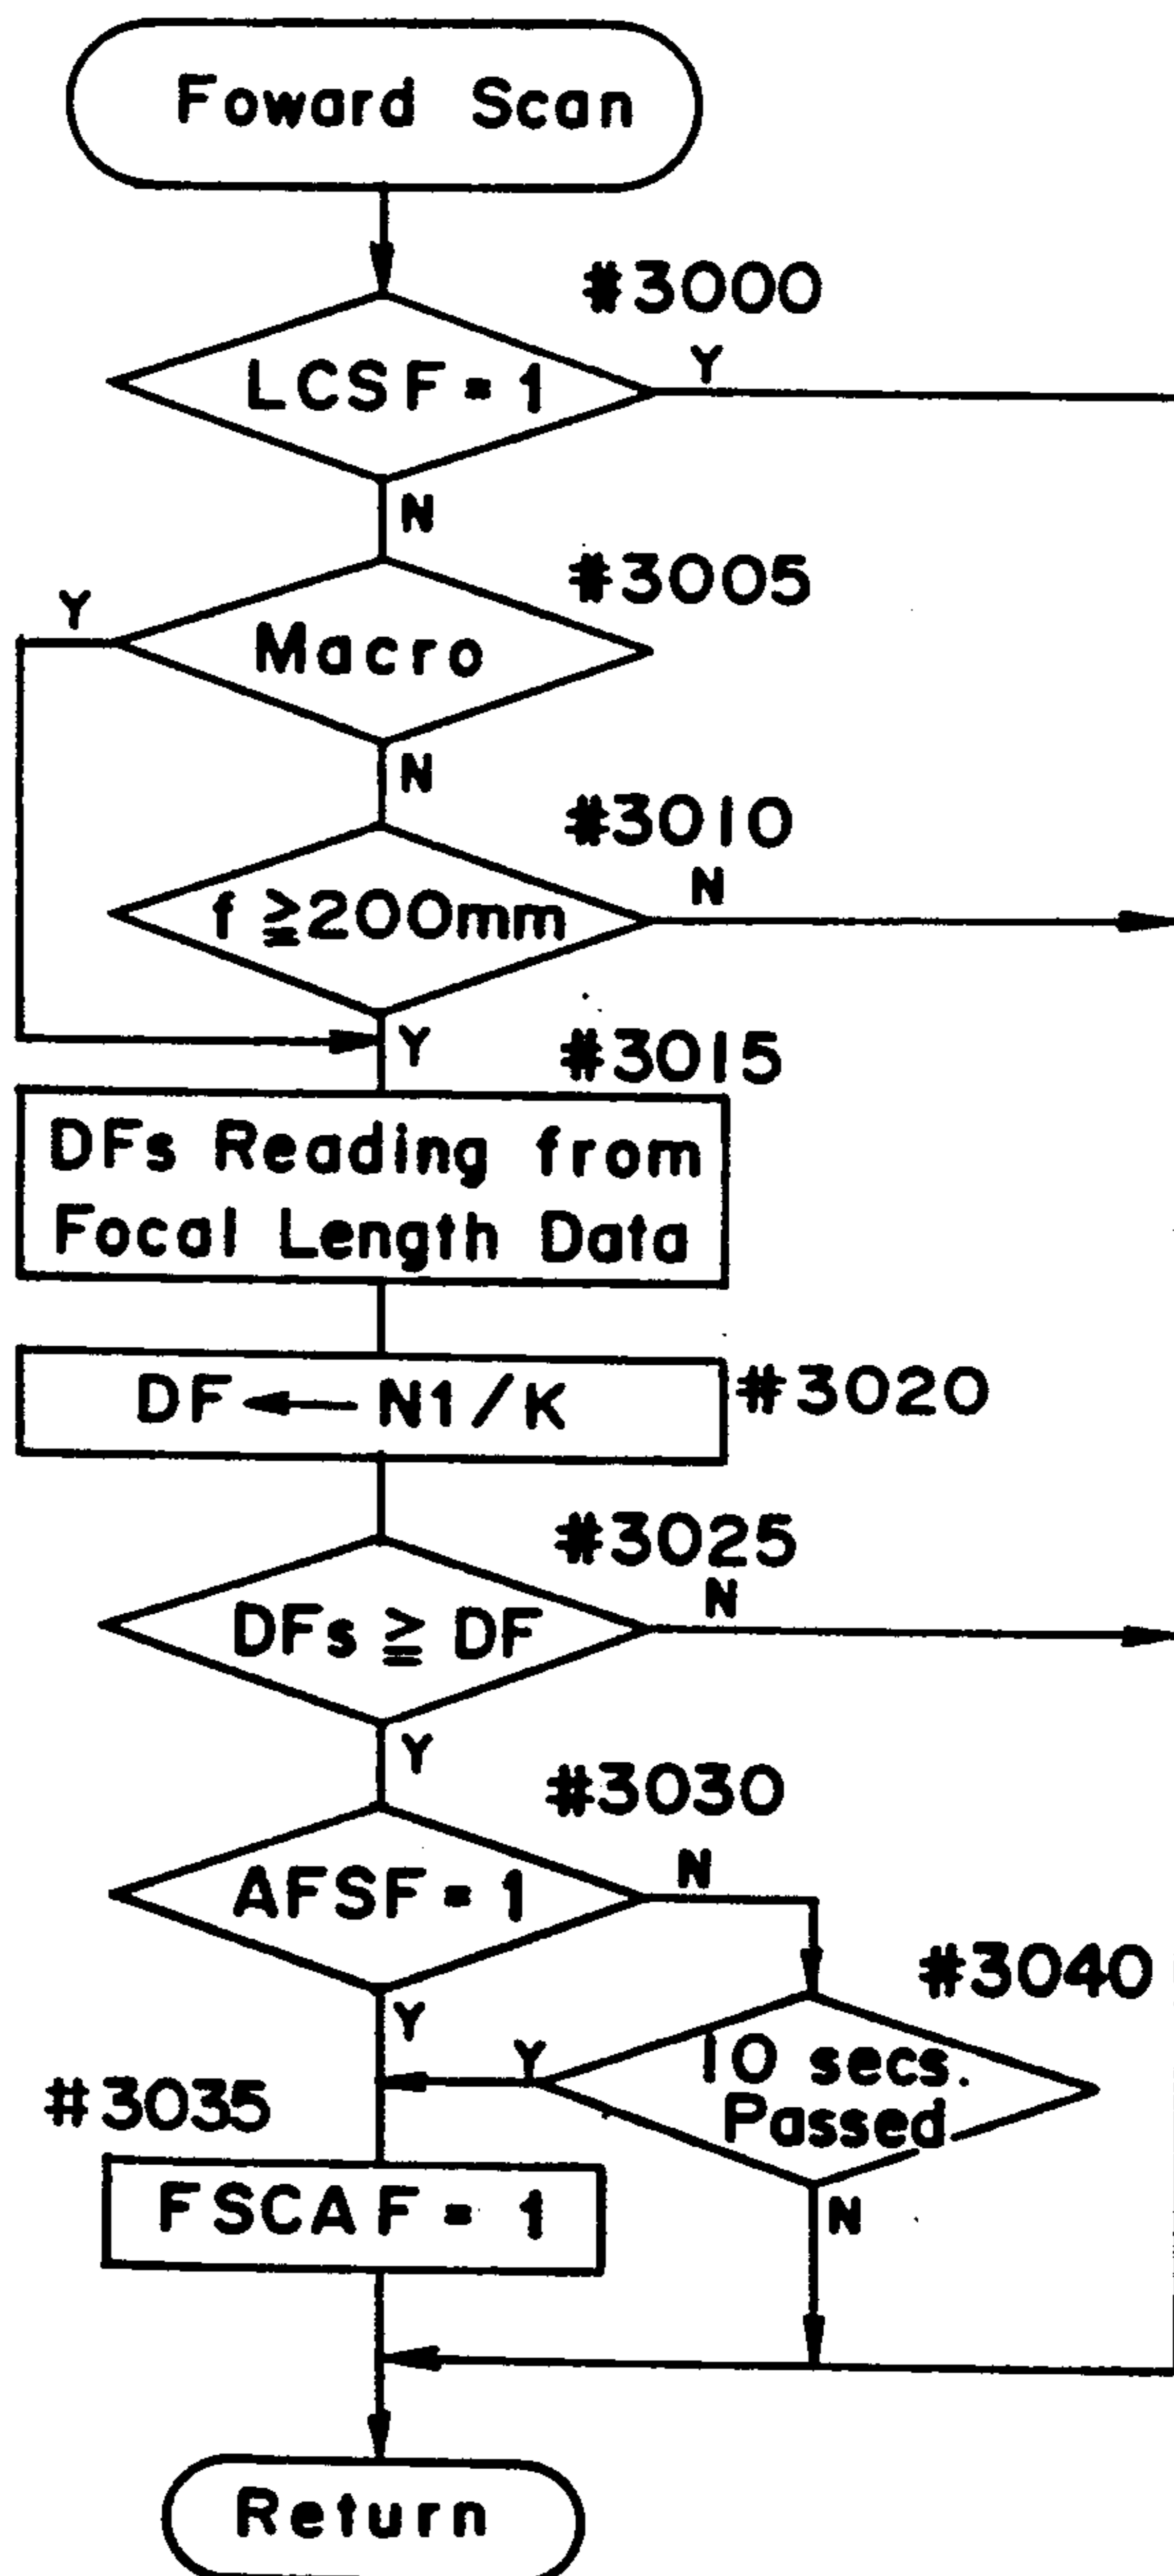 Foward Scan
#3000
LCSF = 1
Y
N
#3005
Y
Macro
N
#3010
f ≧ 200mm
N
Y
#3015
DFs Reading from
Focal Length Data
DF ← N1/K
#3020
#3025
DFs ≧ DF
N
Y
#3030
AFSF = 1
N
#3040
Y
Y
10 secs.
Passed
#3035
FSCAF = 1
N
Return